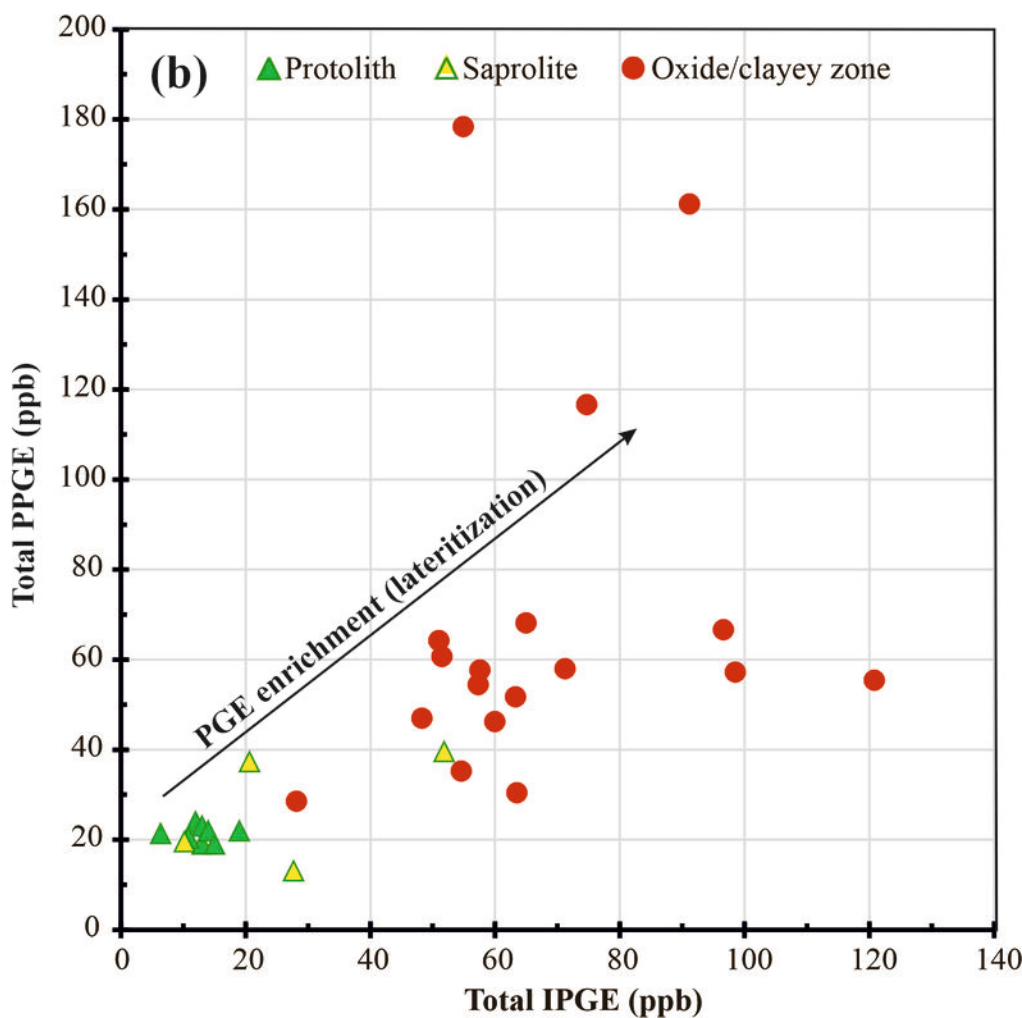 (b) Protolith Saprolite Oxide/clayey zone
200
180
160
140
120
100
80
60
40
20
0
Total PPGE (ppb)
PGE enrichment (lateritization)
0 20 40 60 80 100 120 140
Total IPGE (ppb)